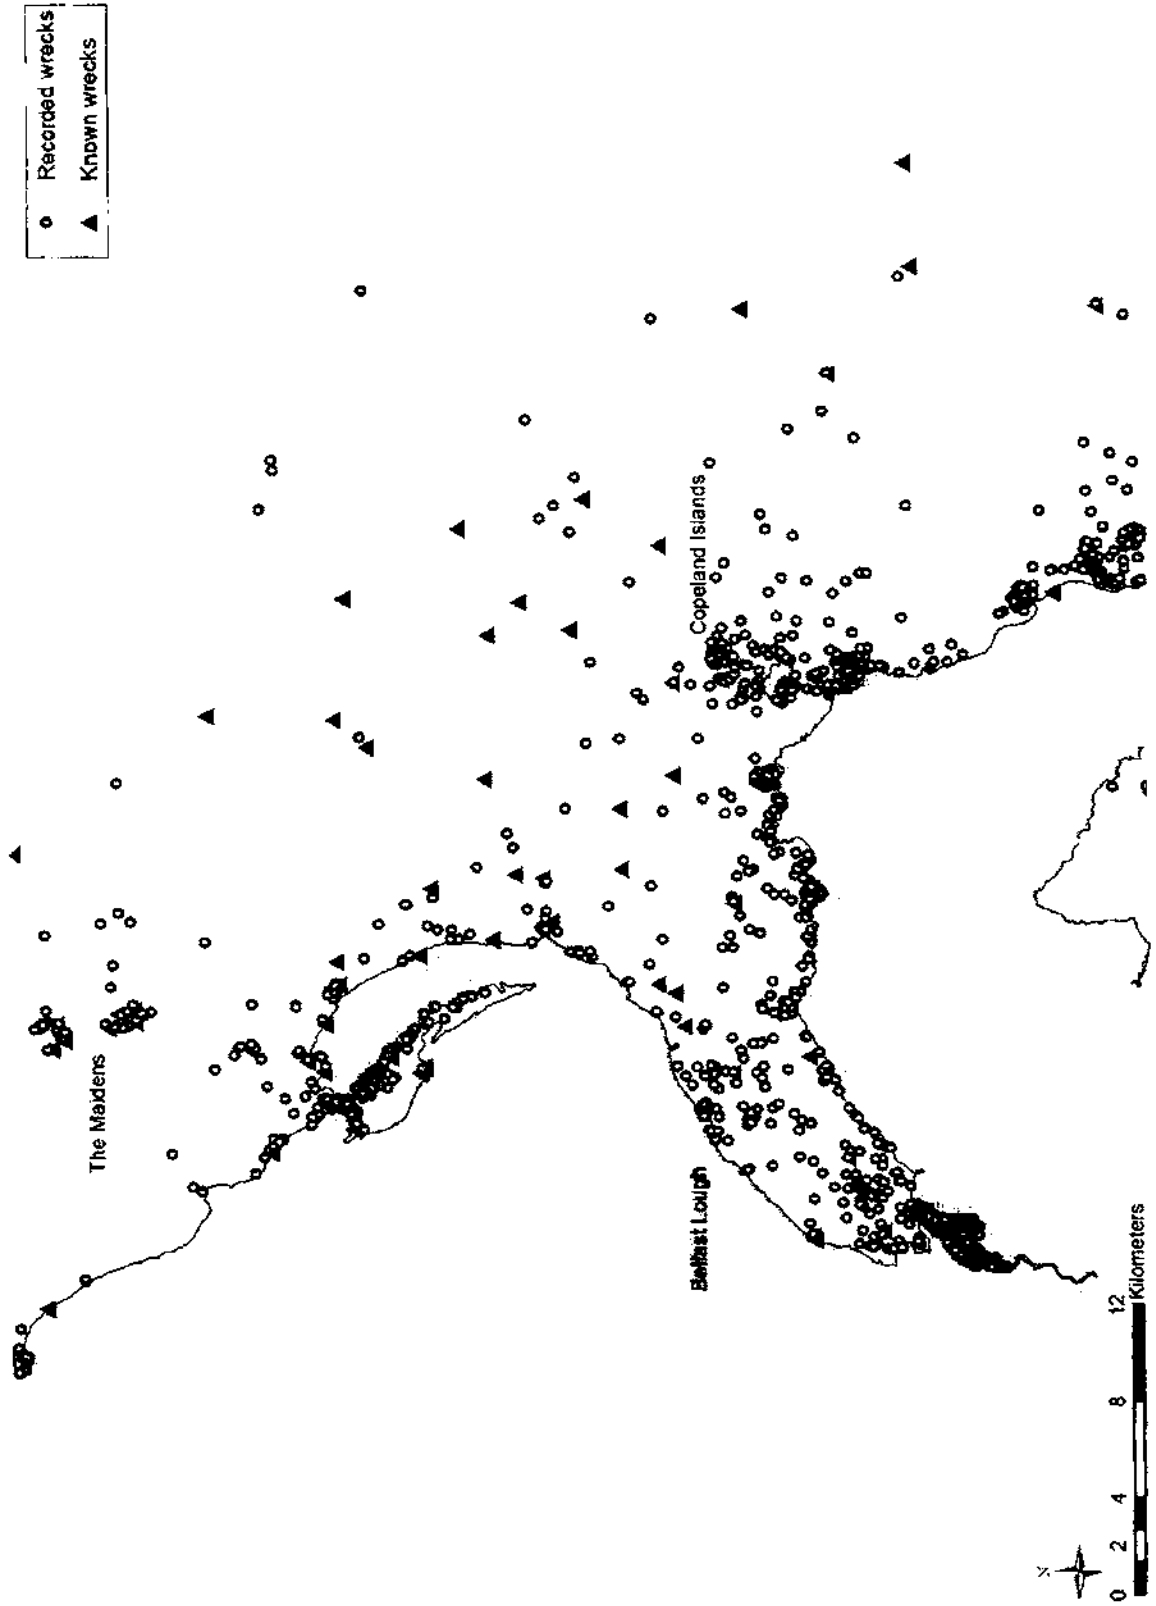 Recorded wrecks
Known wrecks
The Maidens
Copeland Islands
Belfast Lough
0 2 4 8 12
Kilometers
N